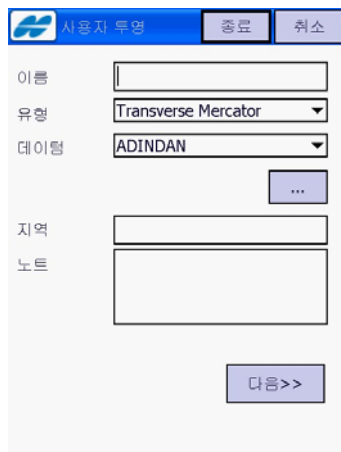 사용자 투영 종료 취소
이름
유형 Transverse Mercator
데이텀 ADINDAN
...
지역
노트
다음>>